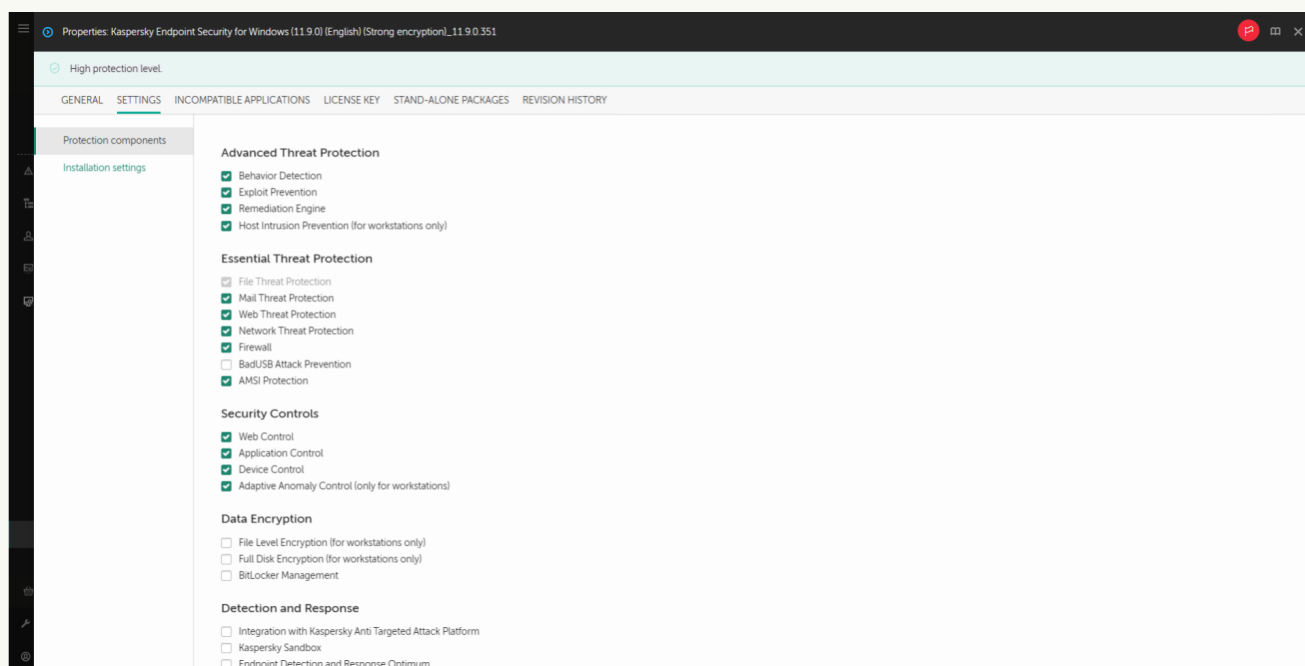 Properties: Kaspersky Endpoint Security for Windows (11.9.0) (English) (Strong encryption)_11.9.0.351
High protection level.
GENERAL SETTINGS INCOMPATIBLE APPLICATIONS LICENSE KEY STAND-ALONE PACKAGES REVISION HISTORY
Protection components
Installation settings
Advanced Threat Protection
Behavior Detection
Exploit Prevention
Remediation Engine
Host Intrusion Prevention (for workstations only)
Essential Threat Protection
File Threat Protection
Mail Threat Protection
Web Threat Protection
Network Threat Protection
Firewall
BadUSB Attack Prevention
AMSI Protection
Security Controls
Web Control
Application Control
Device Control
Adaptive Anomaly Control (only for workstations)
Data Encryption
File Level Encryption (for workstations only)
Full Disk Encryption (for workstations only)
BitLocker Management
Detection and Response
Integration with Kaspersky Anti Targeted Attack Platform
Kaspersky Sandbox
Endpoint Detection and Response Optimum